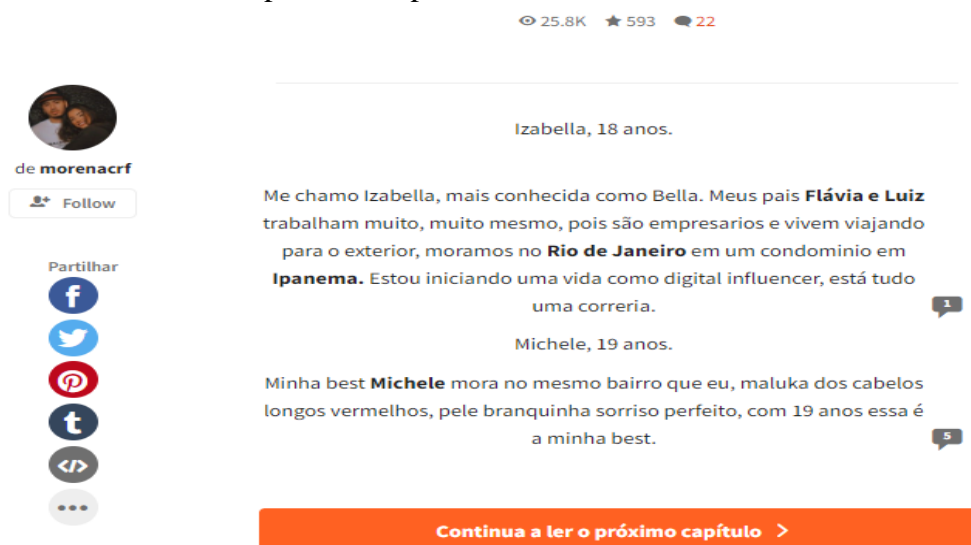 25.8K 593 22
Izabella, 18 anos.
de morenacrf
Follow
Me chamo Izabella, mais conhecida como Bella. Meus pais Flávia e Luiz
trabalham muito, muito mesmo, pois são empresarios e vivem viajando
para o exterior, moramos no Rio de Janeiro em um condominio em
Ipanema. Estou iniciando uma vida como digital influencer, está tudo
uma correria.
1
Partilhar
Michele, 19 anos.
Minha best Michele mora no mesmo bairro que eu, maluka dos cabelos
longos vermelhos, pele branquinha sorriso perfeito, com 19 anos essa é
a minha best.
5
Continua a ler o próximo capítulo >